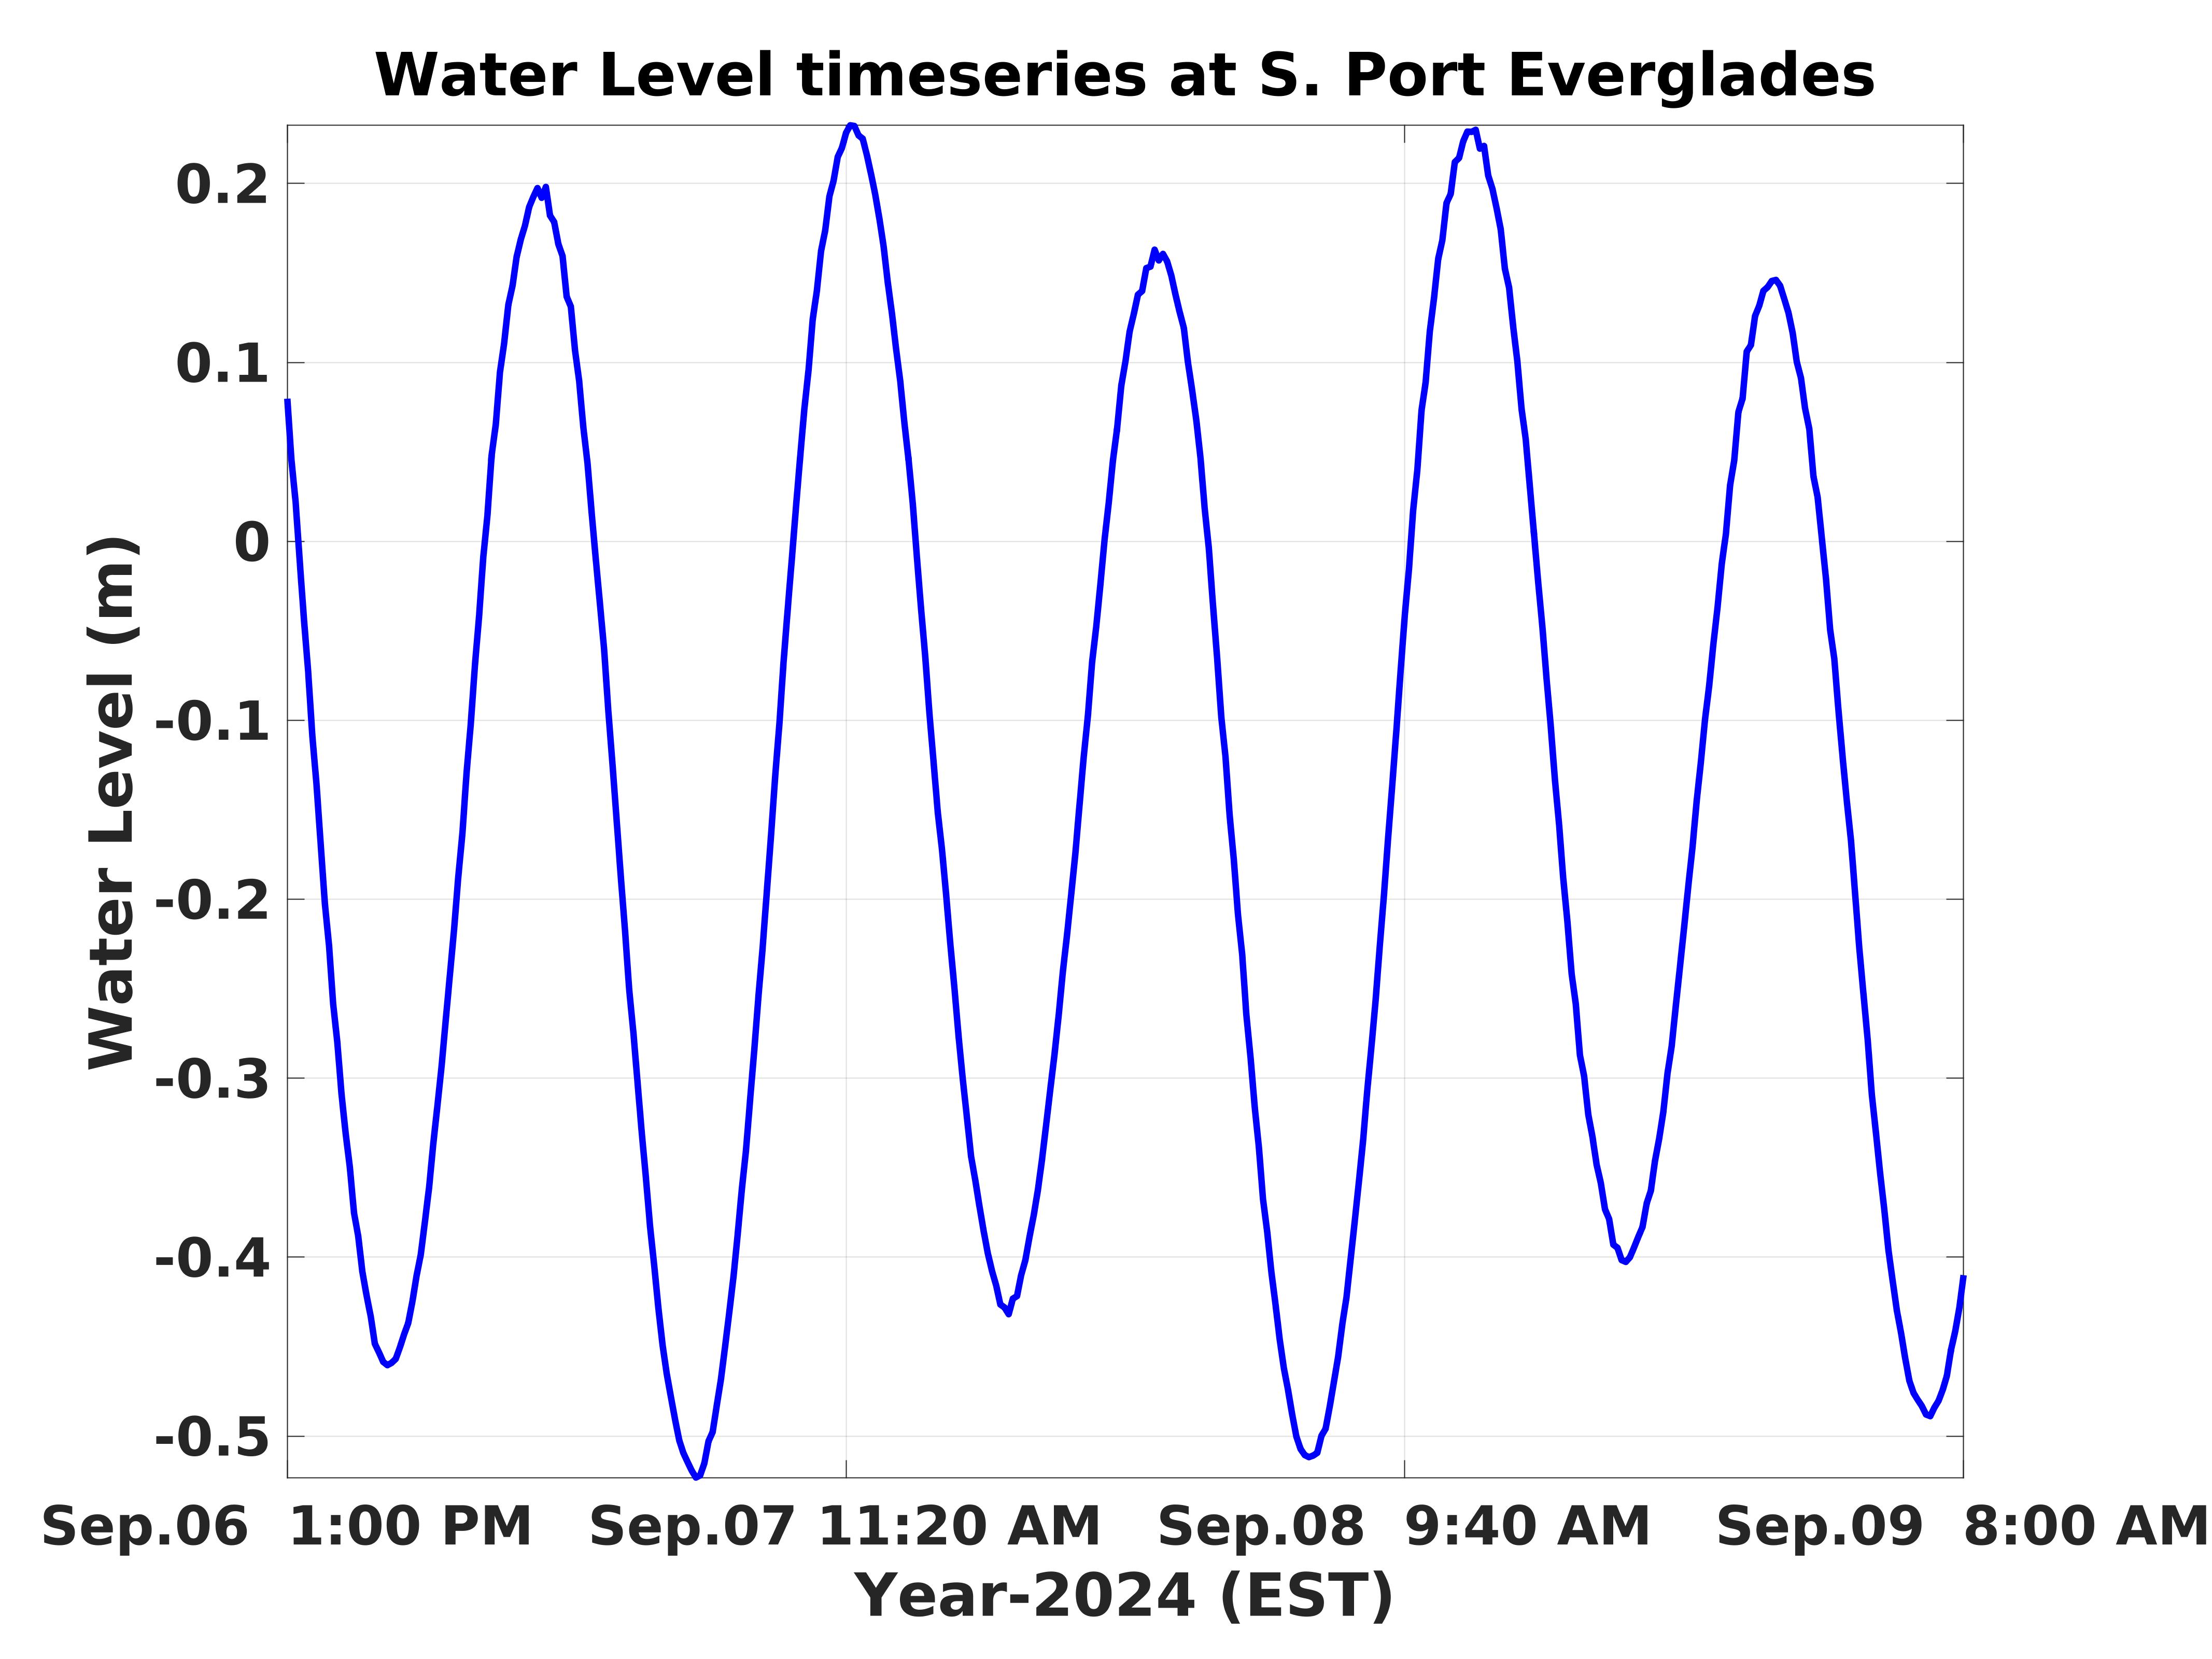 Water Level timeseries at S. Port Everglades
Water Level (m)
0.2
0.1
0
-0.1
-0.2
-0.3
-0.4
-0.5
Sep.06 1:00 PM Sep.07 11:20 AM Sep.08 9:40 AM Sep.09 8:00 AM
Year-2024 (EST)